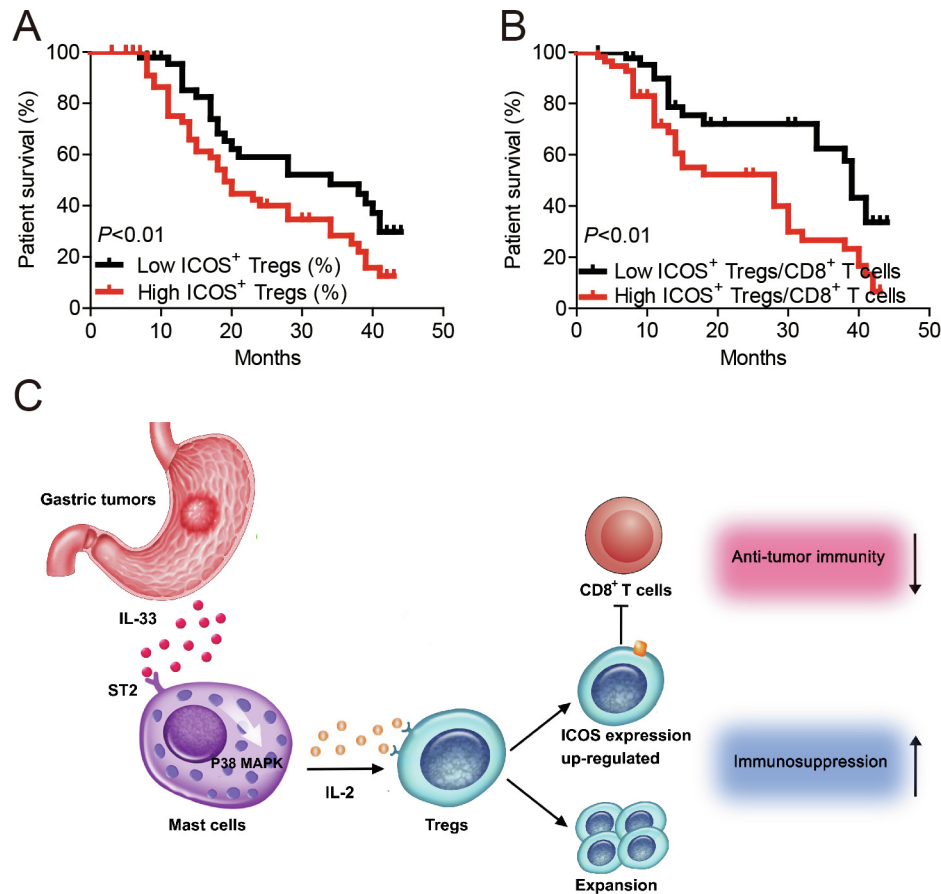 A
Patient survival (%)
100
80
60
40
20
0
P<0.01
Low ICOS⁺ Tregs (%)
High ICOS⁺ Tregs (%)
0 10 20 30 40 50
Months
B
Patient survival (%)
100
80
60
40
20
0
P<0.01
Low ICOS⁺ Tregs/CD8⁺ T cells
High ICOS⁺ Tregs/CD8⁺ T cells
0 10 20 30 40 50
Months
C
Gastric tumors
IL-33
ST2
P38 MAPK
Mast cells
IL-2
Tregs
CD8⁺ T cells
ICOS expression
up-regulated
Expansion
Anti-tumor immunity
Immunosuppression